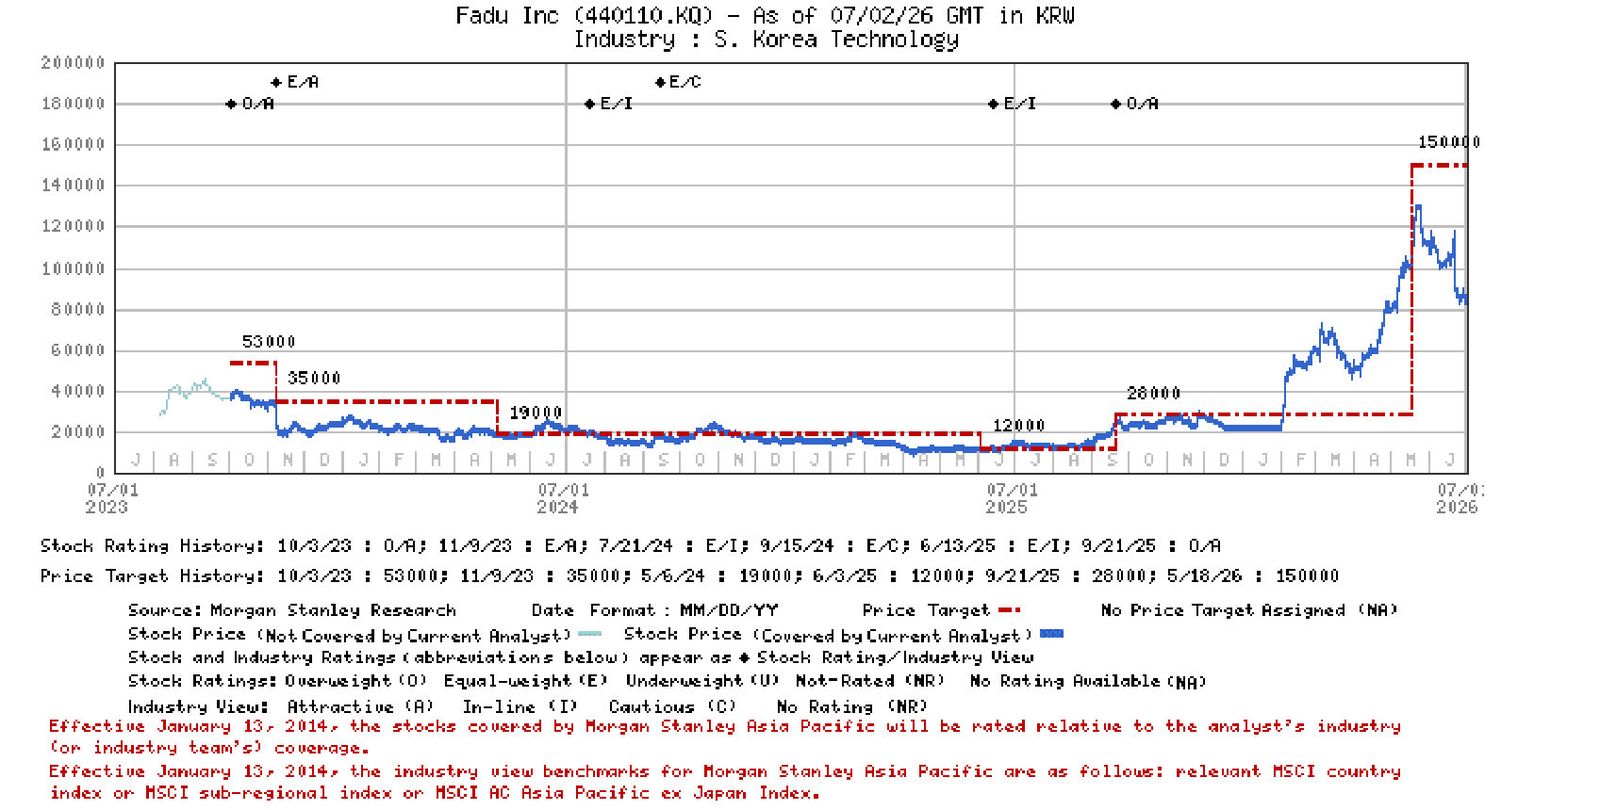 Fadu Inc (440110.KQ) - As of 07/02/26 GMT in KRW
Industry : S. Korea Technology
200000
◆ E/A
◆ E/C
180000
◆ O/A
◆ E/I
◆ E/I
◆ O/A
160000
150000
140000
120000
100000
80000
60000
53000
40000
35000
28000
20000
19000
12000
0
J A S O N D J F M A M J J A S O N D J F M A M J J A S O N D J F M A M J
07/01 2023
07/01 2024
07/01 2025
2026
Stock Rating History: 10/3/23 : O/A; 11/9/23 : E/A; 7/21/24 : E/I; 9/15/24 : E/C; 6/13/25 : E/I; 9/21/25 : O/A
Price Target History: 10/3/23 : 53000; 11/9/23 : 35000; 5/6/24 : 19000; 6/3/25 : 12000; 9/21/25 : 28000; 5/18/26 : 150000
Source: Morgan Stanley Research Date Format : MM/DD/YY Price Target No Price Target Assigned (NA)
Stock Price (Not Covered by Current Analyst) Stock Price (Covered by Current Analyst)
Stock and Industry Ratings (abbreviations below) appear as ◆ Stock Rating/Industry View
Stock Ratings: Overweight (O) Equal-weight (E) Underweight (U) Not-Rated (NR) No Rating Available (NA)
Industry View: Attractive (A) In-line (I) Cautious (C) No Rating (NR)
Effective January 13, 2014, the stocks covered by Morgan Stanley Asia Pacific will be rated relative to the analyst's industry
(or industry team's) coverage.
Effective January 13, 2014, the industry view benchmarks for Morgan Stanley Asia Pacific are as follows: relevant MSCI country
index or MSCI sub-regional index or MSCI AC Asia Pacific ex Japan Index.